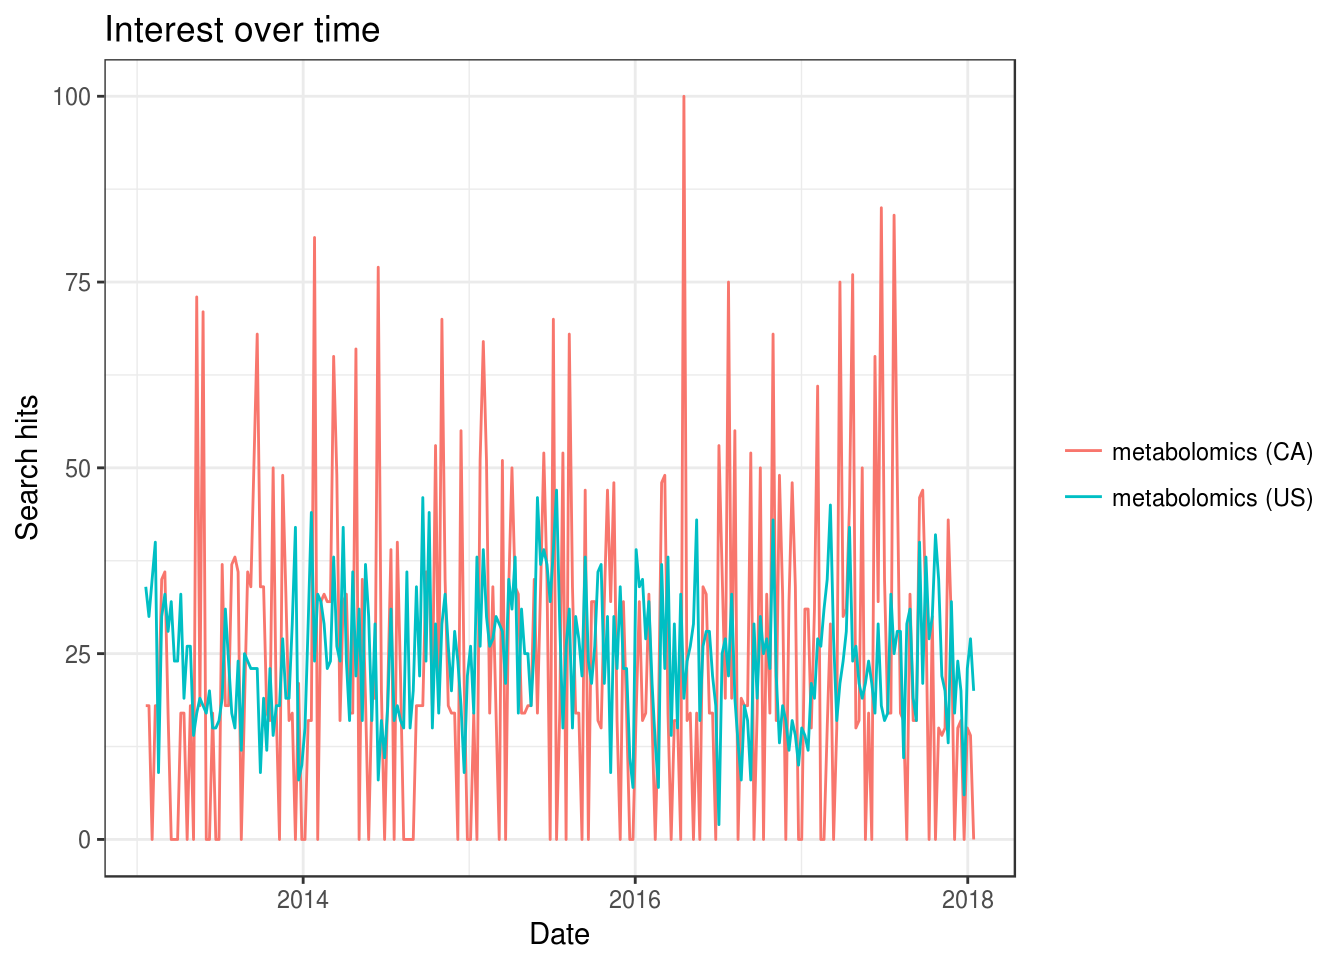 Interest over time
Search hits
100
75
50
25
0
2014
2016
2018
Date
metabolomics (CA)
metabolomics (US)